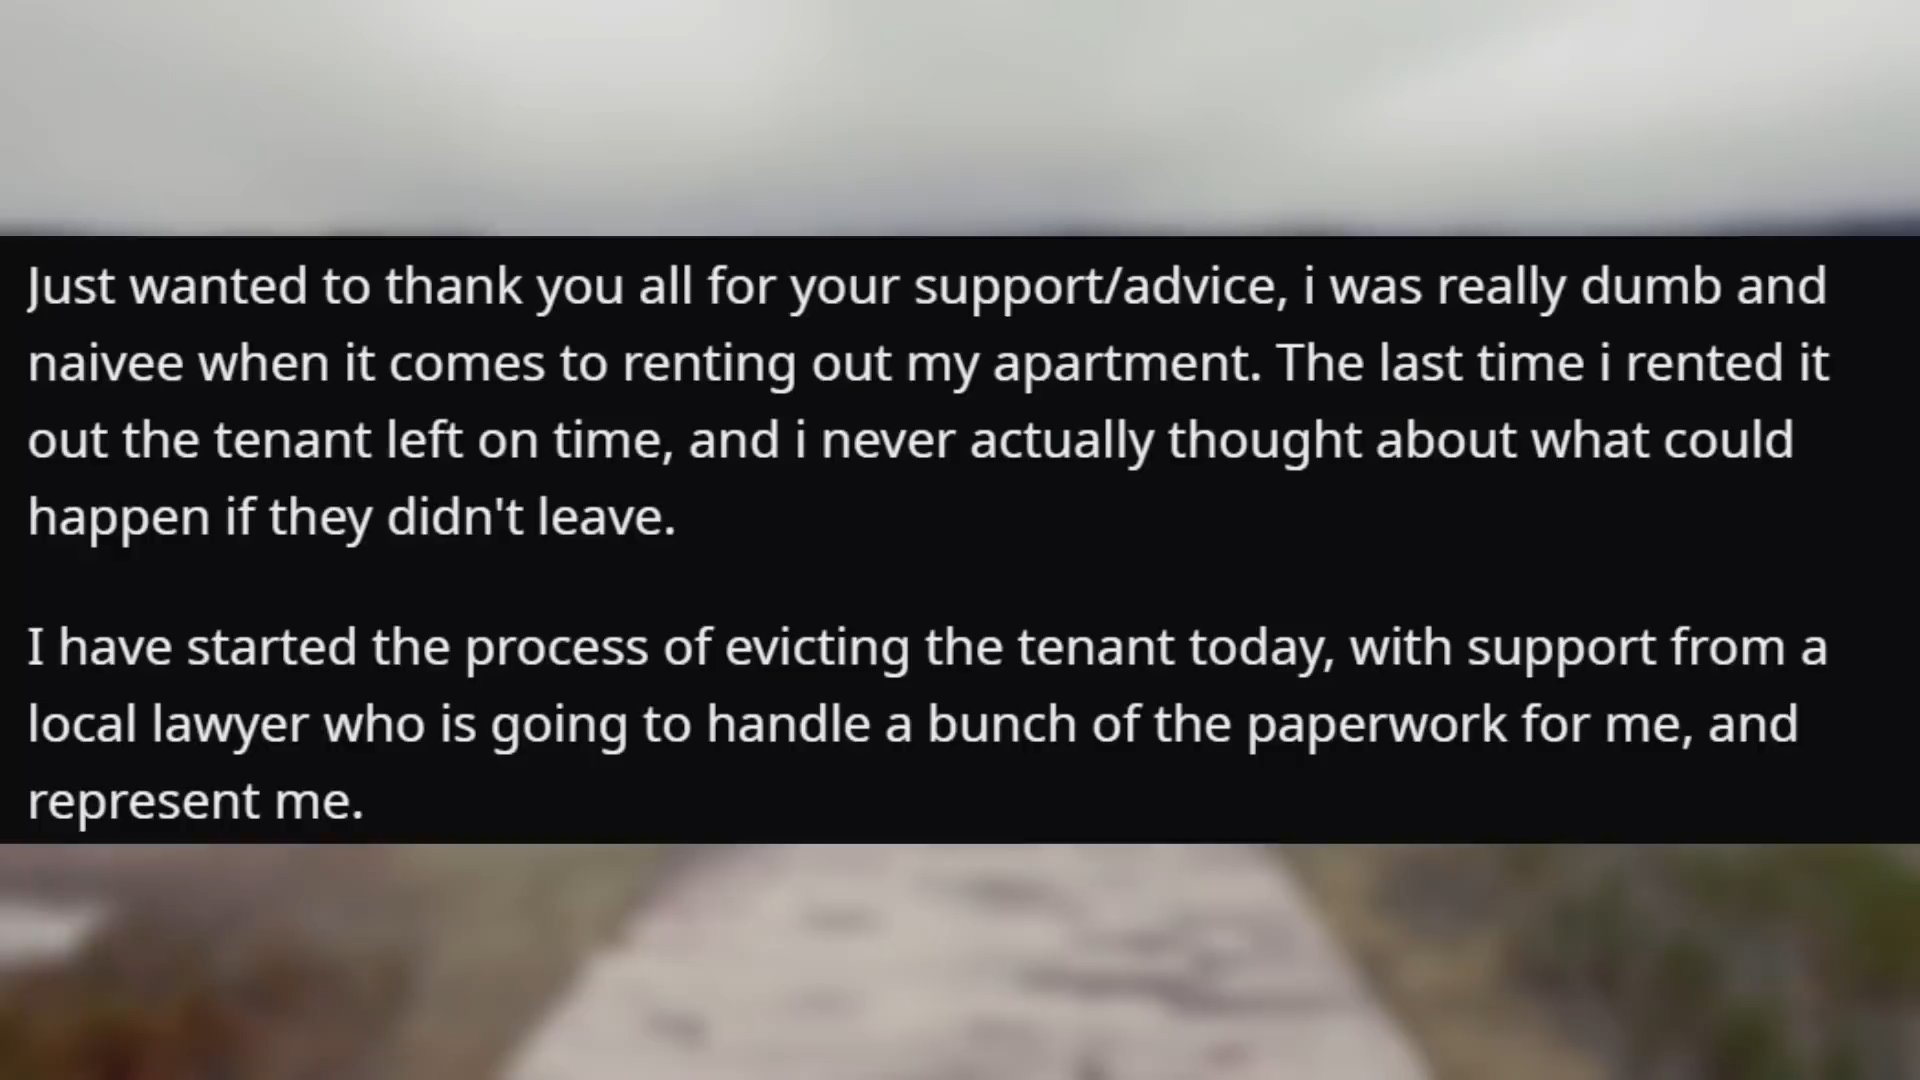 Just wanted to thank you all for your support/advice, i was really dumb and
naivee when it comes to renting out my apartment. The last time i rented it
out the tenant left on time, and i never actually thought about what could
happen if they didn't leave.
I have started the process of evicting the tenant today, with support from a
local lawyer who is going to handle a bunch of the paperwork for me, and
represent me.